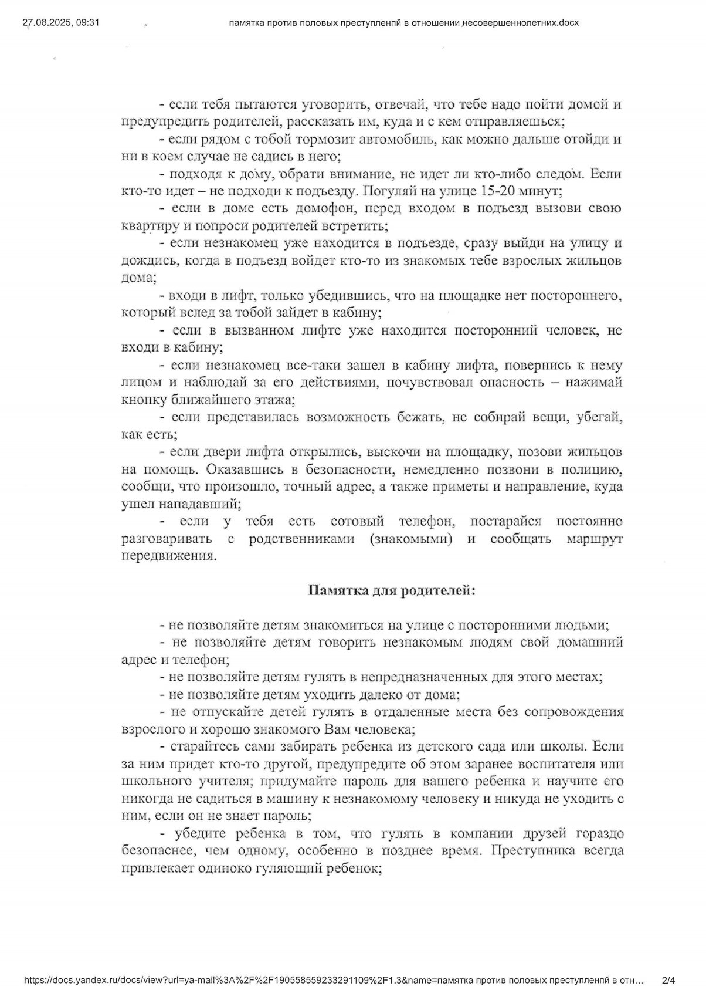 27.08.2025, 09:31
памятка против половых преступленпй в отношении несовершеннолетних.docx
- если тебя пытаются уговорить, отвечай, что тебе надо пойти домой и
предупредить родителей, рассказать им, куда и с кем отправляешься;
- если рядом с тобой тормозит автомобиль, как можно дальше отойди и
ни в коем случае не садись в него;
- подходя к дому, обрати внимание, не идет ли кто-либо следом. Если
кто-то идет – не подходи к подъезду. Погуляй на улице 15-20 минут;
- если в доме есть домофон, перед входом в подъезд вызови свою
квартиру и попроси родителей встретить;
- если незнакомец уже находится в подъезде, сразу выйди на улицу и
дождись, когда в подъезд войдет кто-то из знакомых тебе взрослых жильцов
дома;
- входи в лифт, только убедившись, что на площадке нет постороннего,
который вслед за тобой зайдет в кабину;
- если в вызванном лифте уже находится посторонний человек, не
входи в кабину;
- если незнакомец все-таки зашел в кабину лифта, повернись к нему
лицом и наблюдай за его действиями, почувствовал опасность – нажимай
кнопку ближайшего этажа;
- если представилась возможность бежать, не собирай вещи, убегай,
как есть;
- если двери лифта открылись, выскочи на площадку, позови жильцов
на помощь. Оказавшись в безопасности, немедленно позвони в полицию,
сообщи, что произошло, точный адрес, а также приметы и направление, куда
ушел нападавший;
- если у тебя есть сотовый телефон, постарайся постоянно
разговаривать с родственниками (знакомыми) и сообщать маршрут
передвижения.
Памятка для родителей:
- не позволяйте детям знакомиться на улице с посторонними людьми;
- не позволяйте детям говорить незнакомым людям свой домашний
адрес и телефон;
- не позволяйте детям гулять в непредназначенных для этого местах;
- не позволяйте детям уходить далеко от дома;
- не отпускайте детей гулять в отдаленные места без сопровождения
взрослого и хорошо знакомого Вам человека;
- старайтесь сами забирать ребенка из детского сада или школы. Если
за ним придет кто-то другой, предупредите об этом заранее воспитателя или
школьного учителя; придумайте пароль для вашего ребенка и научите его
никогда не садиться в машину к незнакомому человеку и никуда не уходить с
ним, если он не знает пароль;
- убедите ребенка в том, что гулять в компании друзей гораздо
безопаснее, чем одному, особенно в позднее время. Преступника всегда
привлекает одиноко гуляющий ребенок;
https://docs.yandex.ru/docs/view?url=ya-mail%3A%2F%2F190558559233291109%2F1.3&name=памятка против половых преступленпй в отн…
2/4